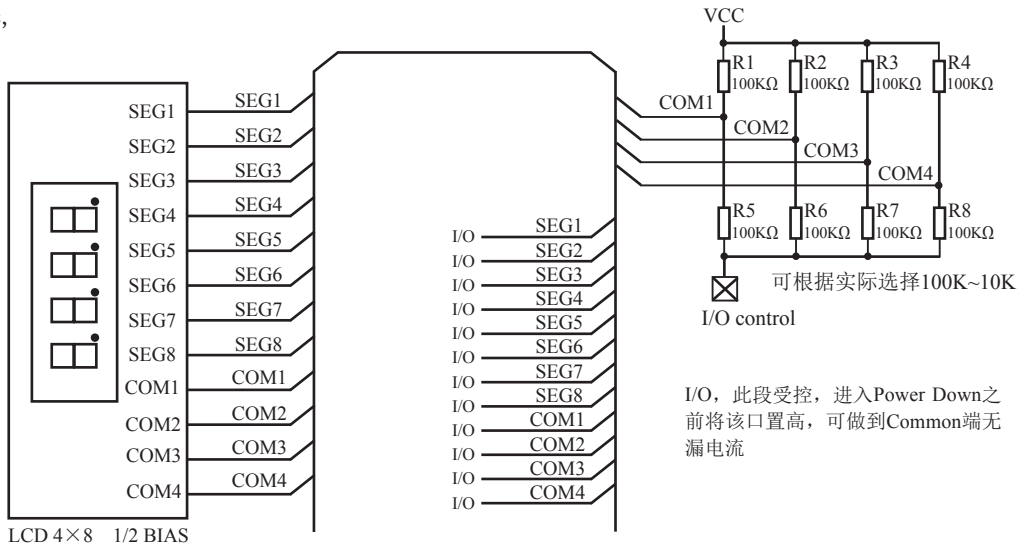 ，
SEG1
SEG2
SEG3
SEG4
SEG5
SEG6
SEG7
SEG8
COM1
COM2
COM3
COM4
LCD 4×8 1/2 BIAS
SEG1
SEG2
SEG3
SEG4
SEG5
SEG6
SEG7
SEG8
COM1
COM2
COM3
COM4
I/O SEG1
I/O SEG2
I/O SEG3
I/O SEG4
I/O SEG5
I/O SEG6
I/O SEG7
I/O SEG8
I/O COM1
I/O COM2
I/O COM3
I/O COM4
VCC
R1 R2 R3 R4
100KΩ 100KΩ 100KΩ 100KΩ
COM1
COM2
COM3
COM4
R5 R6 R7 R8
100KΩ 100KΩ 100KΩ 100KΩ
可根据实际选择100K~10K
I/O control
I/O，此段受控，进入Power Down之
前将该口置高，可做到Common端无
漏电流